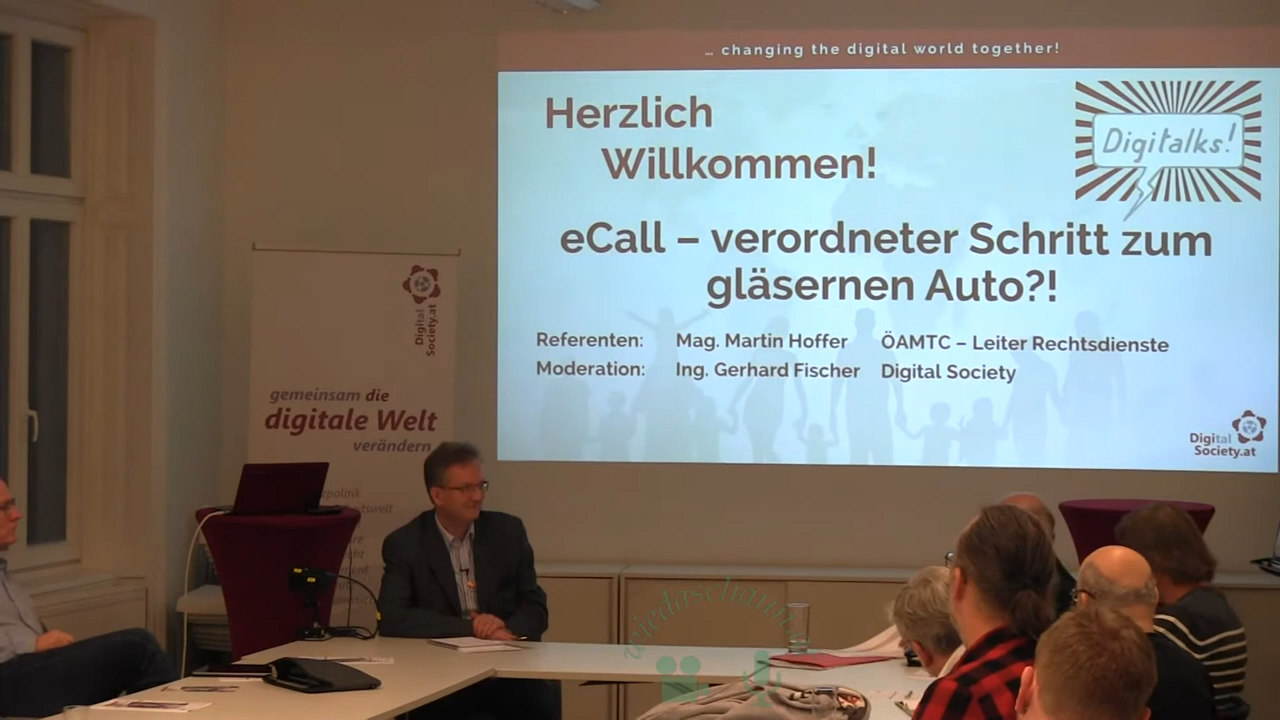 … changing the digital world together!
Herzlich
Willkommen!
Digitalks!
eCall – verordneter Schritt zum
gläsernen Auto?!
Referenten: Mag. Martin Hoffer ÖAMTC – Leiter Rechtsdienste
Moderation: Ing. Gerhard Fischer Digital Society
Digital
Society.at
Digital
Society.at
gemeinsam die
digitale Welt
verändern